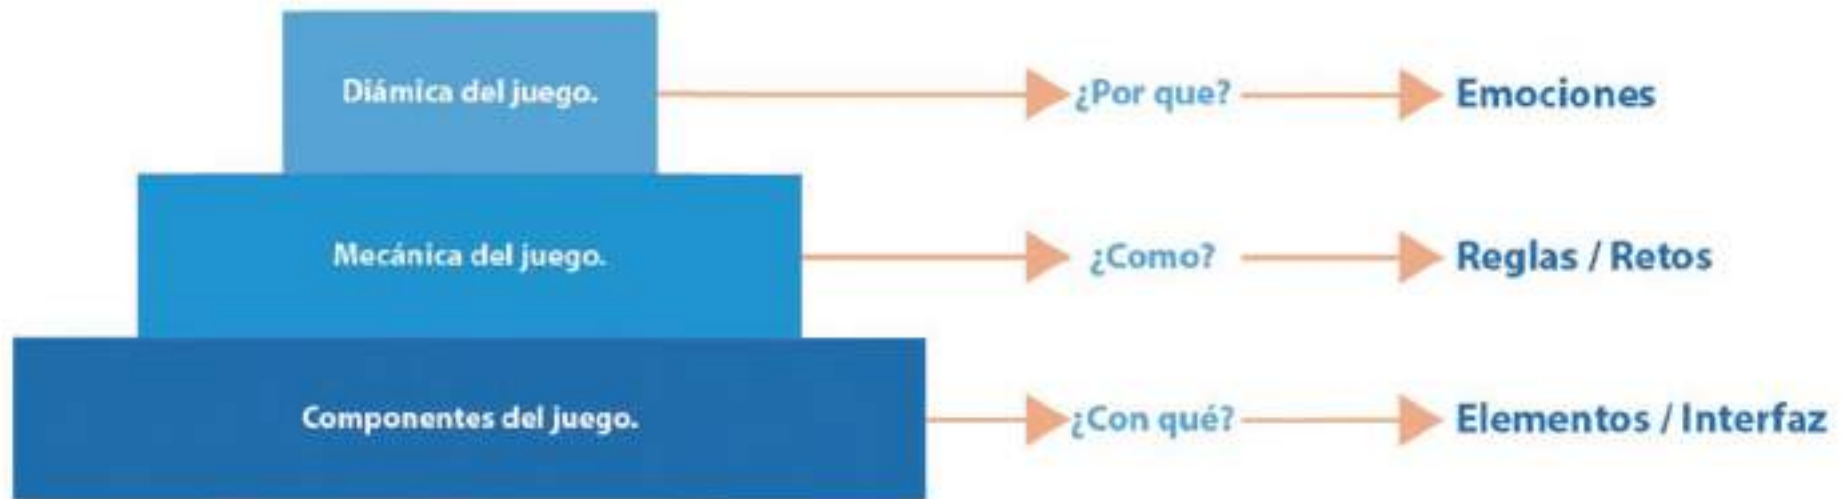 Diámica del juego. ¿Por que? Emociones
Mecánica del juego. ¿Como? Reglas / Retos
Componentes del juego. ¿Con qué? Elementos / Interfaz